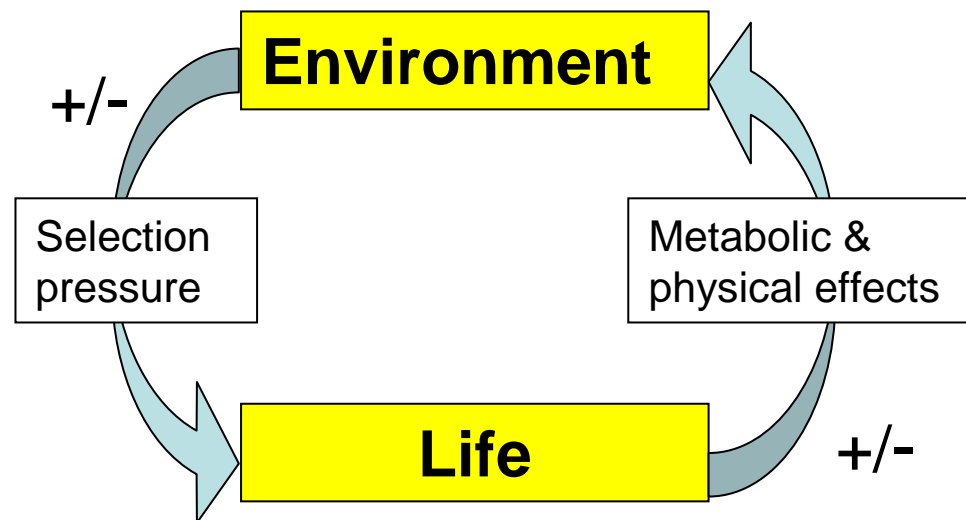 Environment
+/-
Selection
pressure
Metabolic &
physical effects
Life
+/-